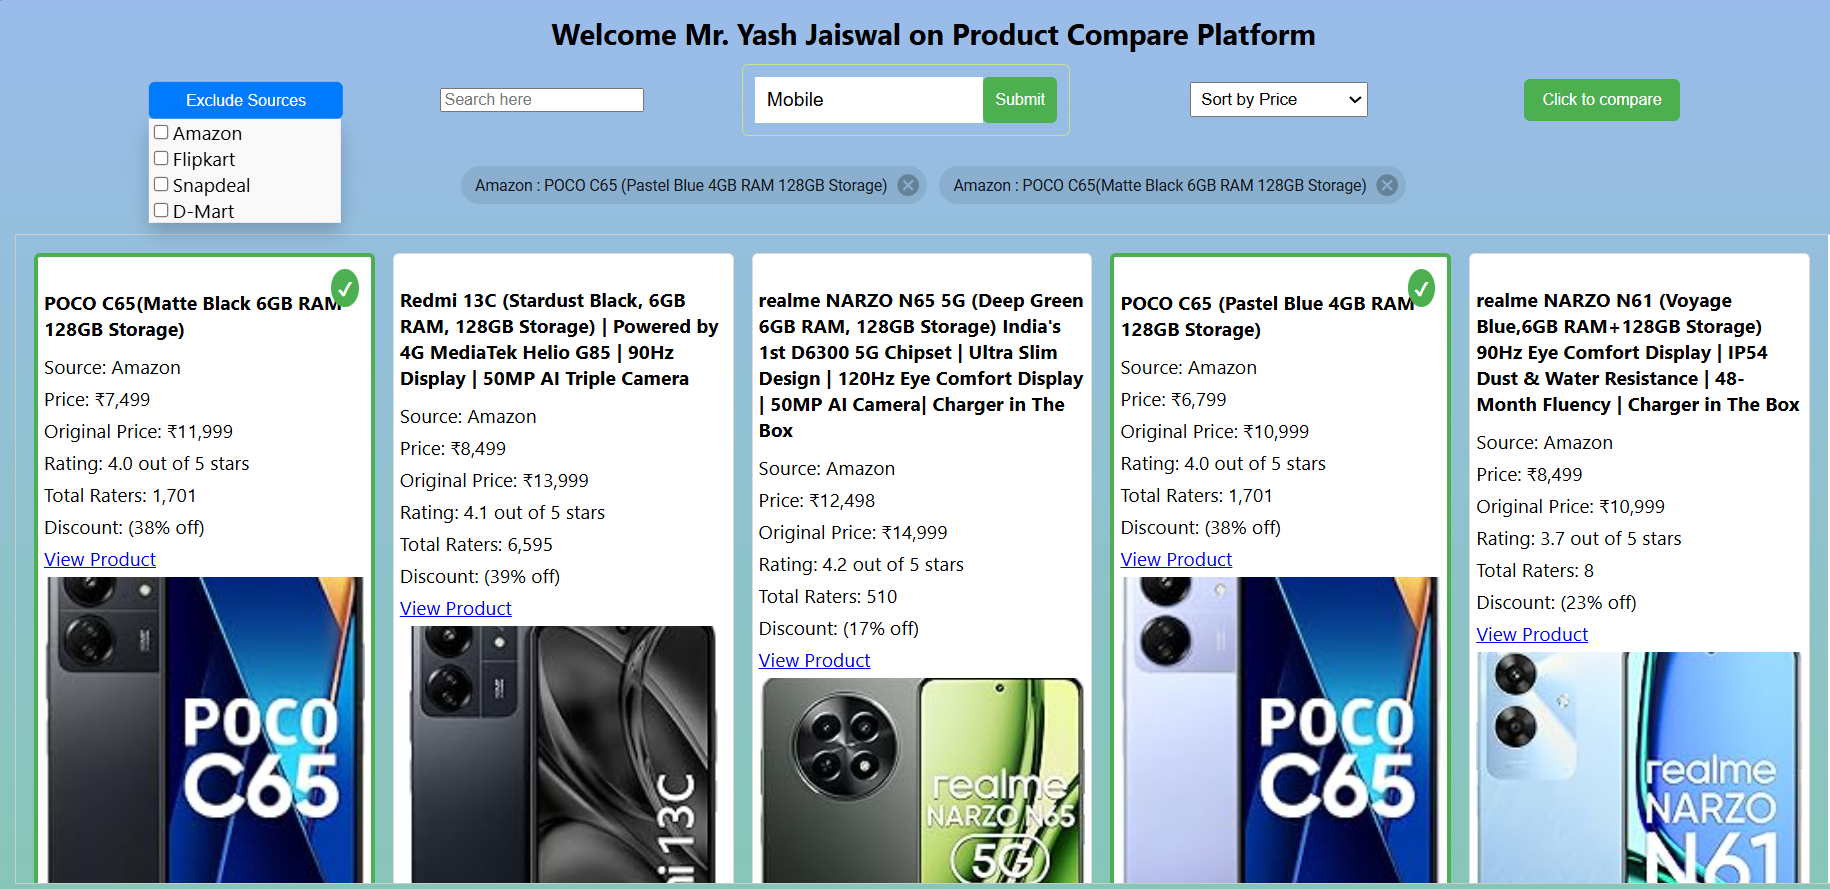 Welcome Mr. Yash Jaiswal on Product Compare Platform
Exclude Sources
Amazon
Flipkart
Snapdeal
D-Mart
Search here
Mobile
Submit
Sort by Price
Click to compare
Amazon : POCO C65 (Pastel Blue 4GB RAM 128GB Storage)
Amazon : POCO C65(Matte Black 6GB RAM 128GB Storage)
POCO C65(Matte Black 6GB RAM
128GB Storage)
Source: Amazon
Price: ₹7,499
Original Price: ₹11,999
Rating: 4.0 out of 5 stars
Total Raters: 1,701
Discount: (38% off)
View Product
POCO
C65
Redmi 13C (Stardust Black, 6GB
RAM, 128GB Storage) | Powered by
4G MediaTek Helio G85 | 90Hz
Display | 50MP AI Triple Camera
Source: Amazon
Price: ₹8,499
Original Price: ₹13,999
Rating: 4.1 out of 5 stars
Total Raters: 6,595
Discount: (39% off)
View Product
13C
realme NARZO N65 5G (Deep Green
6GB RAM, 128GB Storage) India's
1st D6300 5G Chipset | Ultra Slim
Design | 120Hz Eye Comfort Display
| 50MP AI Camera| Charger in The
Box
Source: Amazon
Price: ₹12,498
Original Price: ₹14,999
Rating: 4.2 out of 5 stars
Total Raters: 510
Discount: (17% off)
View Product
realme
NARZO N65
5G
POCO C65 (Pastel Blue 4GB RAM
128GB Storage)
Source: Amazon
Price: ₹6,799
Original Price: ₹10,999
Rating: 4.0 out of 5 stars
Total Raters: 1,701
Discount: (38% off)
View Product
POCO
C65
realme NARZO N61 (Voyage
Blue,6GB RAM+128GB Storage)
90Hz Eye Comfort Display | IP54
Dust & Water Resistance | 48-
Month Fluency | Charger in The Box
Source: Amazon
Price: ₹8,499
Original Price: ₹10,999
Rating: 3.7 out of 5 stars
Total Raters: 8
Discount: (23% off)
View Product
realme
NARZO
N61